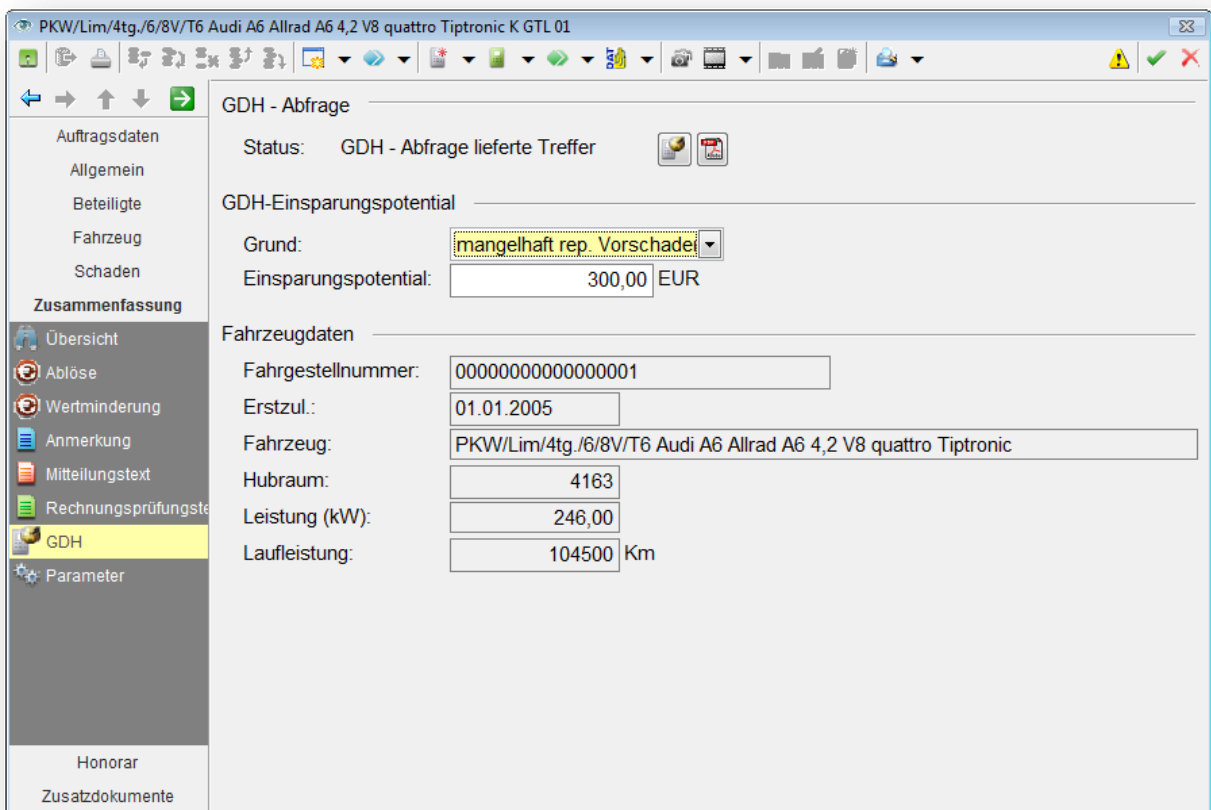 PKW/Lim/4tg./6/8V/T6 Audi A6 Allrad A6 4,2 V8 quattro Tiptronic K GTL 01
Auftragsdaten
Allgemein
Beteiligte
Fahrzeug
Schaden
Zusammenfassung
Übersicht
Ablöse
Wertminderung
Anmerkung
Mitteilungstext
Rechnungsprüfungste
GDH
Parameter
Honorar
Zusatzdokumente
GDH - Abfrage
Status: GDH - Abfrage lieferte Treffer
GDH-Einsparungspotential
Grund: mangelhaft rep. Vorschade
Einsparungspotential: 300,00 EUR
Fahrzeugdaten
Fahrgestellnummer: 00000000000000001
Erstzul.: 01.01.2005
Fahrzeug: PKW/Lim/4tg./6/8V/T6 Audi A6 Allrad A6 4,2 V8 quattro Tiptronic
Hubraum: 4163
Leistung (kW): 246,00
Laufleistung: 104500 Km